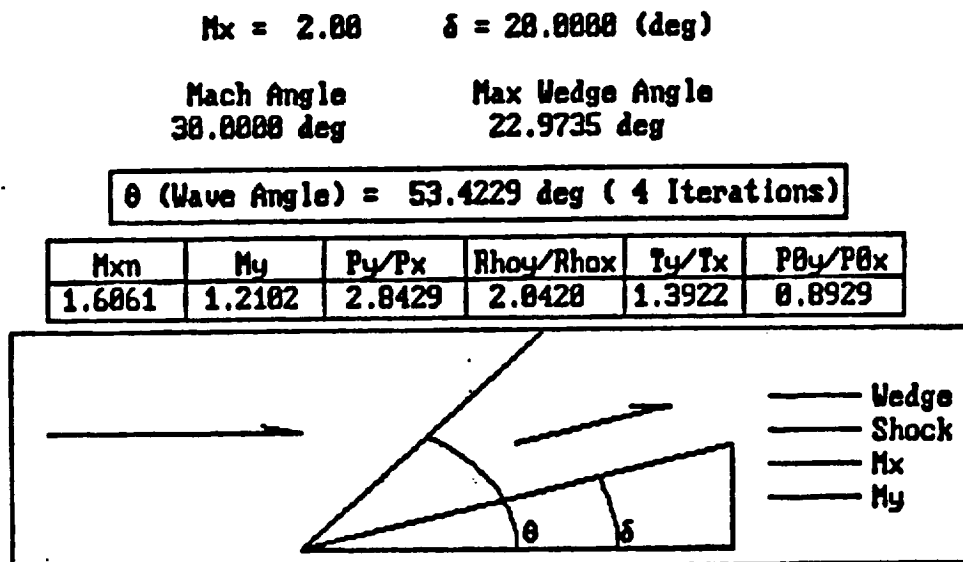 Mx = 2.00 δ = 20.0000 (deg)
Mach Angle Max Wedge Angle
30.0000 deg 22.9735 deg
θ (Wave Angle) = 53.4229 deg ( 4 Iterations)
Mxn My Py/Px Rhoy/Rhox Ty/Tx P0y/P0x
1.6061 1.2102 2.8429 2.0420 1.3922 0.8929
Wedge
Shock
Mx
My
θ δ